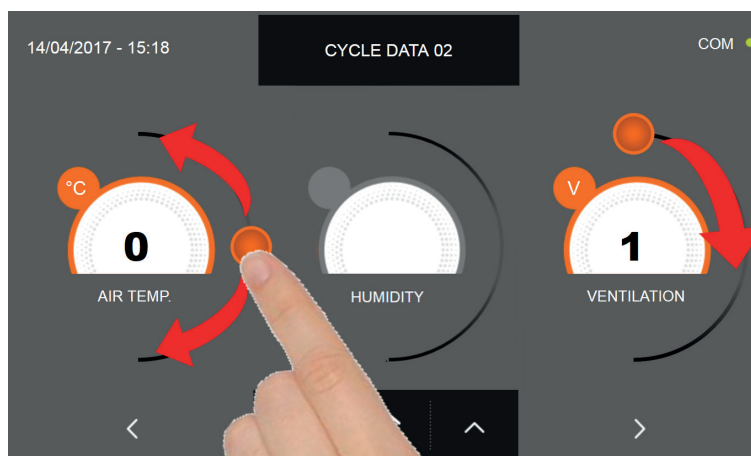 14/04/2017 - 15:18
CYCLE DATA 02
COM
°C
V
0
1
AIR TEMP.
HUMIDITY
VENTILATION